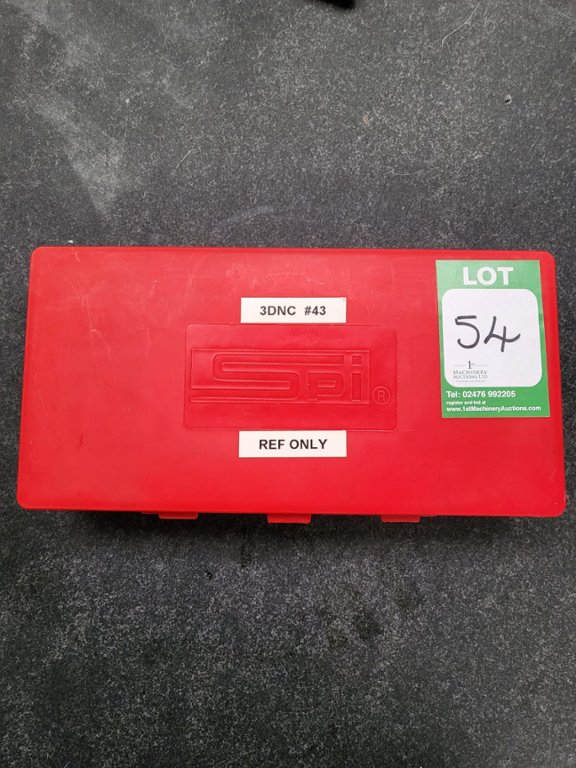 3DNC #43
Spi ®
REF ONLY
LOT
54
1st
MACHINERY
AUCTIONS LTD
Tel: 02476 992205
register and bid at
www.1stMachineryAuctions.com